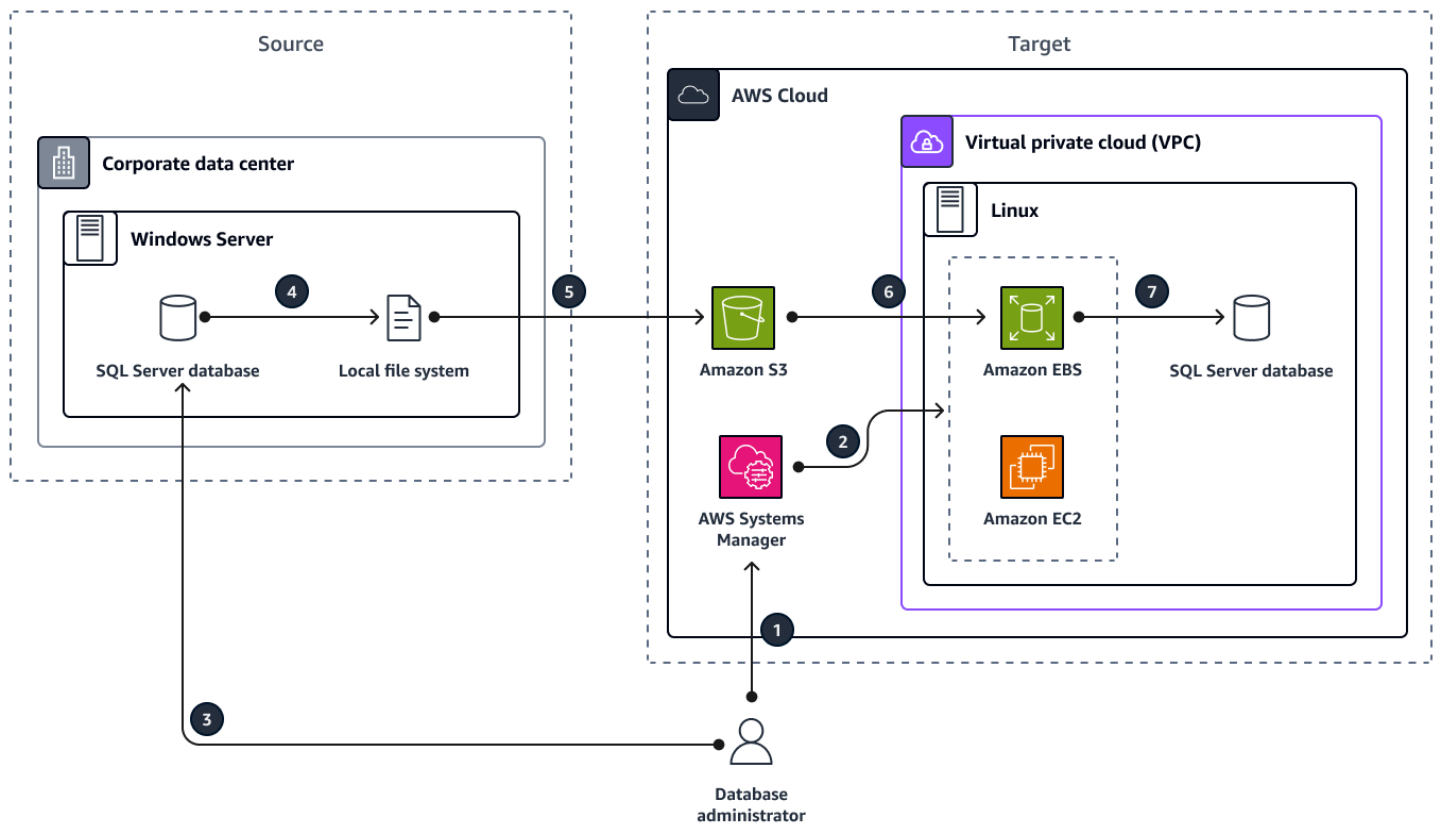 Source
Target
AWS Cloud
Virtual private cloud (VPC)
Corporate data center
Linux
Windows Server
4
5
6
7
SQL Server database
Local file system
Amazon S3
Amazon EBS
SQL Server database
2
AWS Systems
Manager
Amazon EC2
1
3
Database
administrator